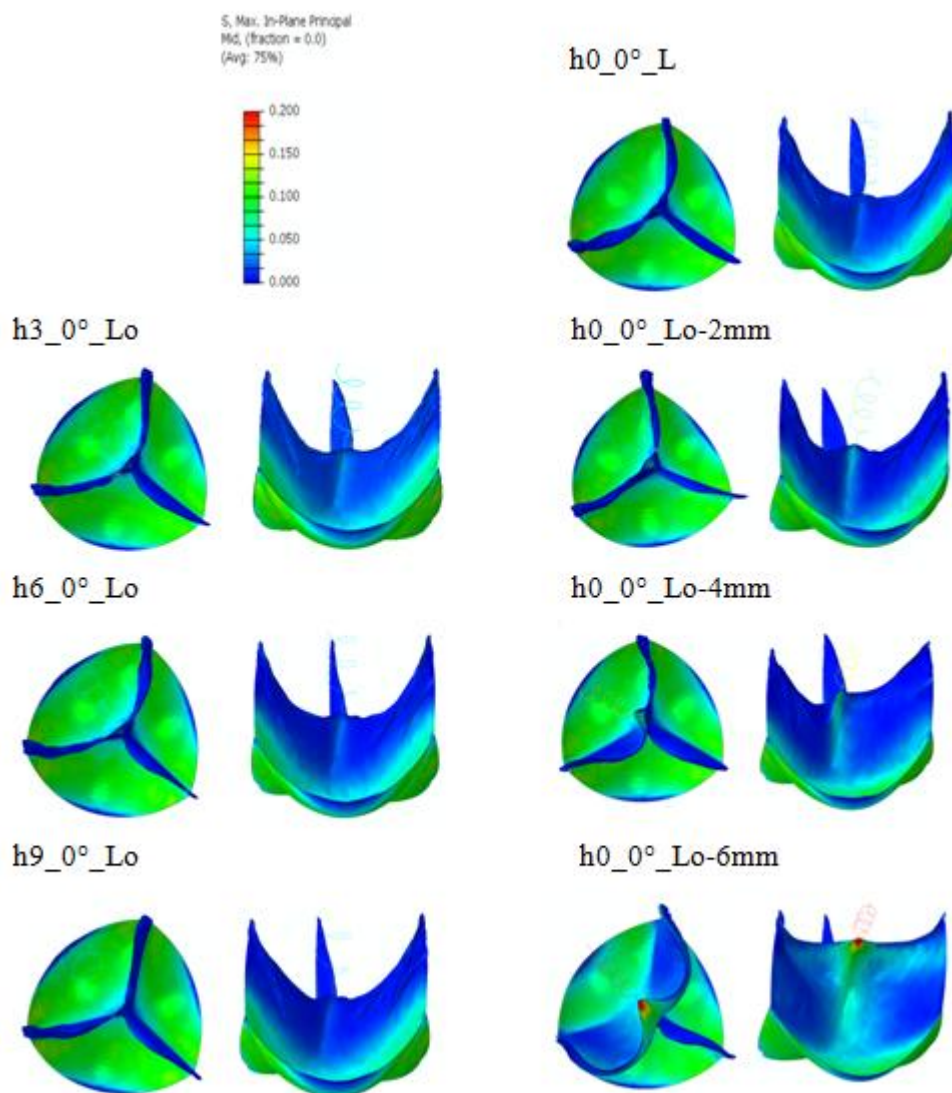 S, Max. In-Plane Principal
Mid, (fraction = 0.0)
(Avg: 75%)
0.200
0.150
0.100
0.050
0.000
h0_0°_L
h3_0°_Lo
h0_0°_Lo-2mm
h6_0°_Lo
h0_0°_Lo-4mm
h9_0°_Lo
h0_0°_Lo-6mm